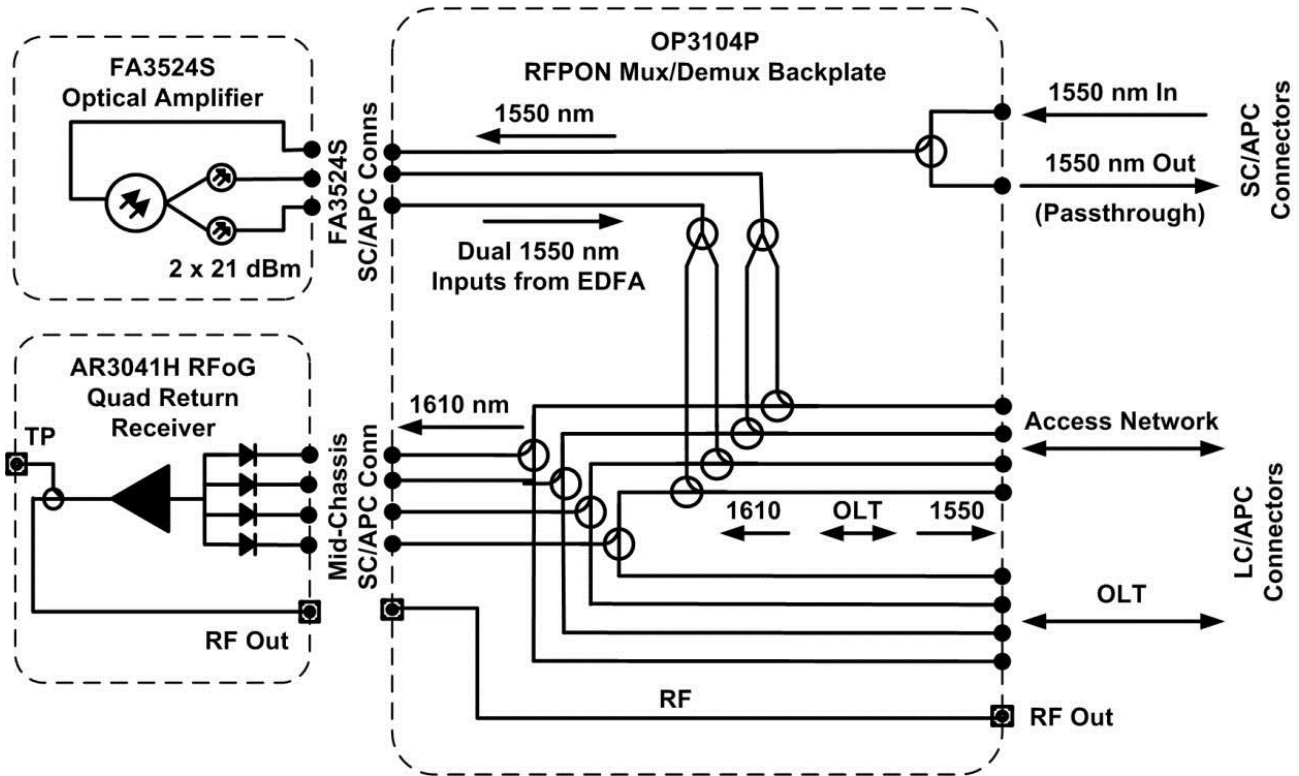 FA3524S
Optical Amplifier
2 x 21 dBm
FA3524S
SC/APC Conns
OP3104P
RFPON Mux/Demux Backplate
1550 nm
Dual 1550 nm
Inputs from EDFA
1550 nm In
1550 nm Out
(Passthrough)
SC/APC
Connectors
AR3041H RFoG
Quad Return
Receiver
TP
RF Out
Mid-Chassis
SC/APC Conn
1610 nm
1610
OLT
1550
RF
Access Network
OLT
LC/APC
Connectors
RF Out